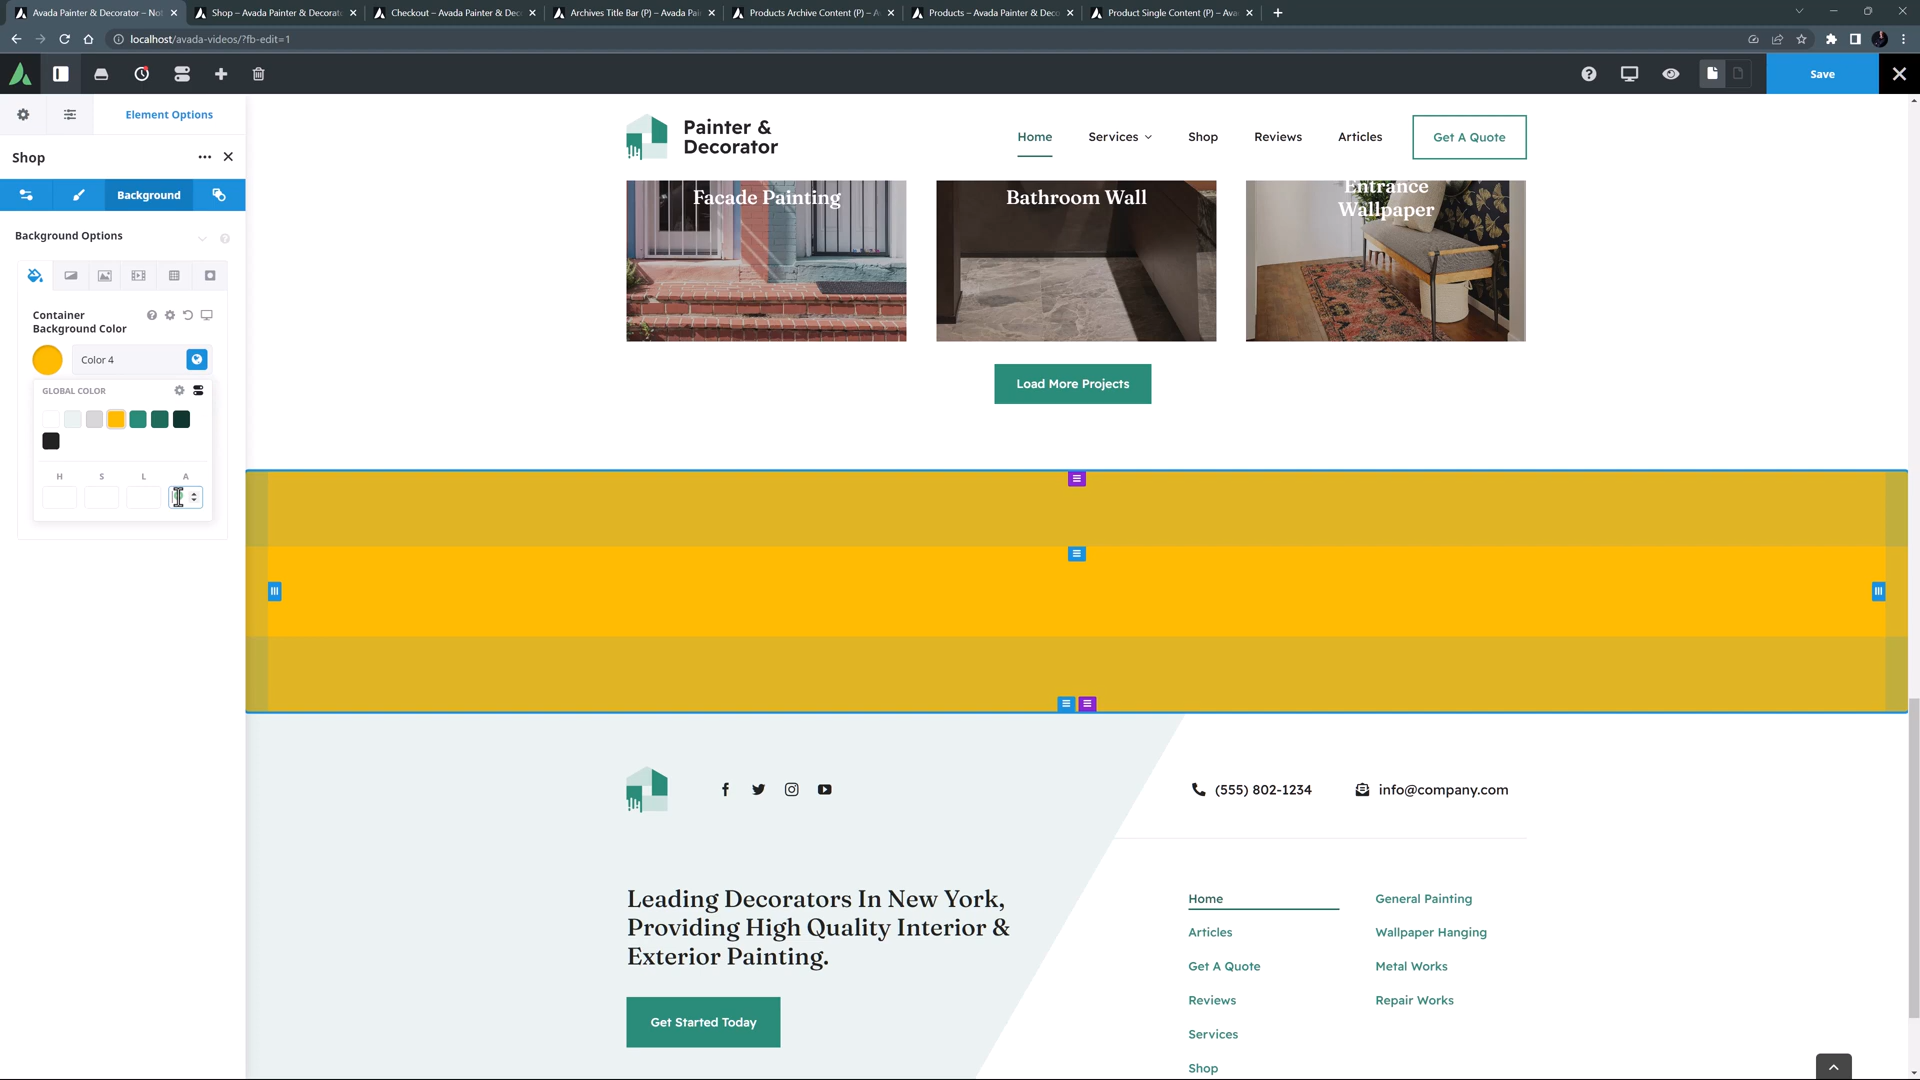 Avada Painter & Decorator – Not
Shop – Avada Painter & Decorat
Checkout – Avada Painter & Dec
Archives Title Bar (P) – Avada Pai
Products Archive Content (P) – A
Products – Avada Painter & Deco
Product Single Content (P) – Ava
localhost/avada-videos/?fb-edit=1
Save
Element Options
Shop
Background
Background Options
Container
Background Color
Color 4
GLOBAL COLOR
H S L A
Painter &
Decorator
Home
Services
Shop
Reviews
Articles
Get A Quote
Facade Painting
Bathroom Wall
Entrance
Wallpaper
Load More Projects
(555) 802-1234
info@company.com
Leading Decorators In New York,
Providing High Quality Interior &
Exterior Painting.
Get Started Today
Home
Articles
Get A Quote
Reviews
Services
Shop
General Painting
Wallpaper Hanging
Metal Works
Repair Works